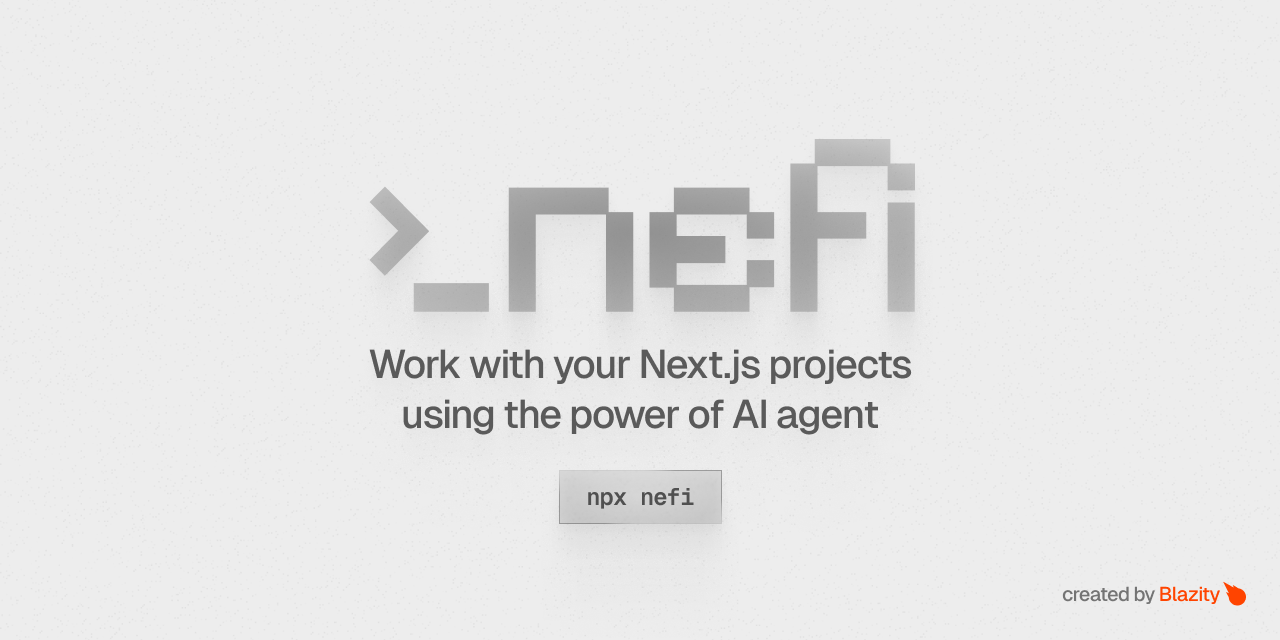 >_nefi
Work with your Next.js projects
using the power of AI agent
npx nefi
created by Blazity